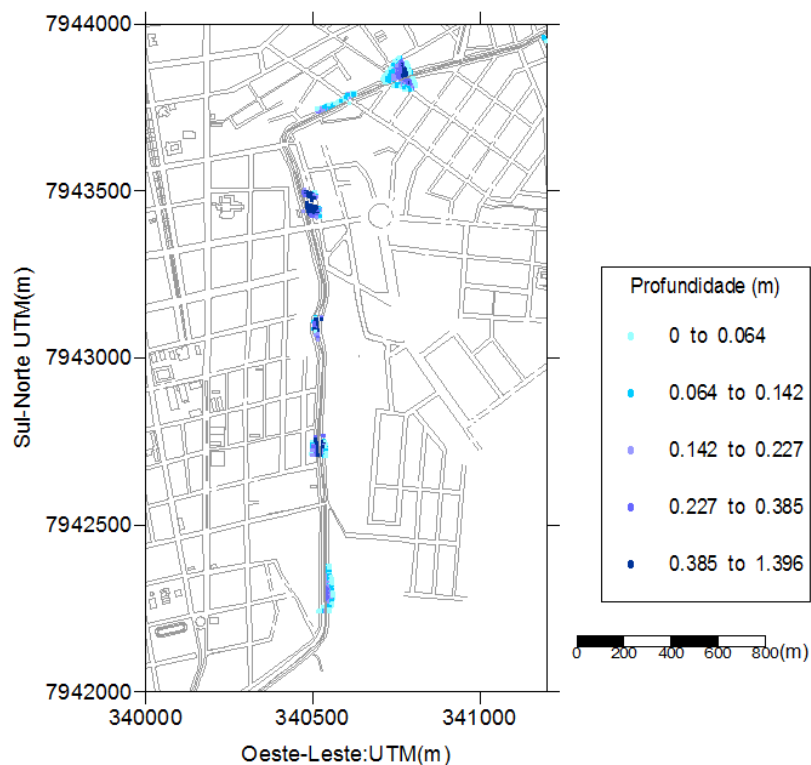 7944000
7943500
7943000
7942500
7942000
Sul-Norte UTM(m)
340000
340500
341000
Oeste-Leste:UTM(m)
Profundidade (m)
0 to 0.064
0.064 to 0.142
0.142 to 0.227
0.227 to 0.385
0.385 to 1.396
0 200 400 600 800(m)